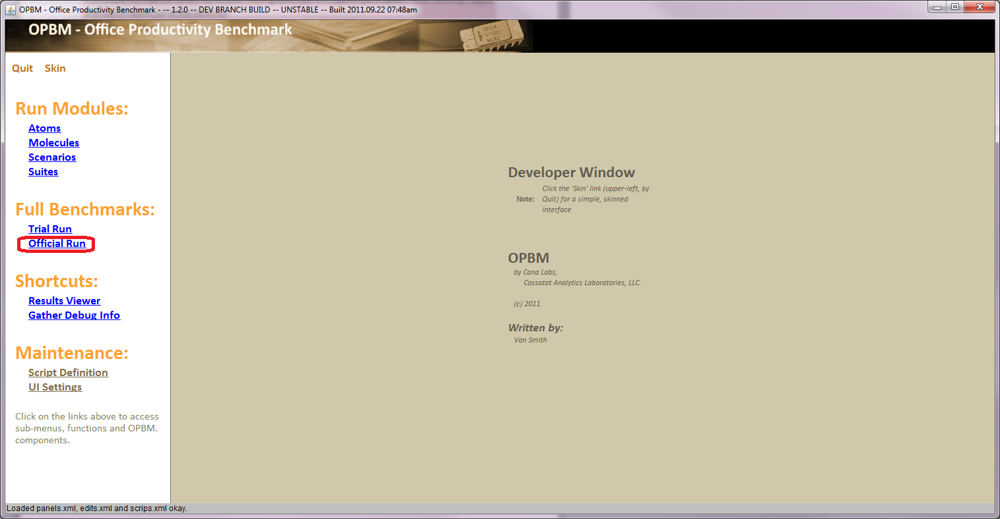 OPBM - Office Productivity Benchmark - -- 1.2.0 -- DEV BRANCH BUILD -- UNSTABLE -- Built 2011.09.22 07:48am
OPBM - Office Productivity Benchmark
C4004
Quit Skin
Run Modules:
Atoms
Molecules
Scenarios
Suites
Full Benchmarks:
Trial Run
Official Run
Shortcuts:
Results Viewer
Gather Debug Info
Maintenance:
Script Definition
UI Settings
Click on the links above to access
sub-menus, functions and OPBM.
components.
Developer Window
Note: Click the 'Skin' link (upper-left, by
Quit) for a simple, skinned
interface
OPBM
by Cana Labs,
Cossatot Analytics Laboratories, LLC.
(c) 2011.
Written by:
Van Smith
Loaded panels.xml, edits.xml and scrips.xml okay.